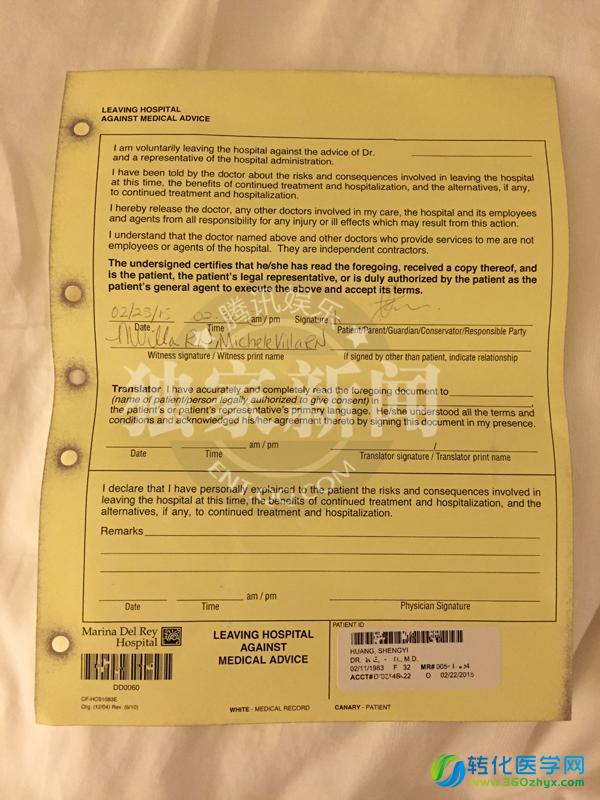 LEAVING HOSPITAL
AGAINST MEDICAL ADVICE
I am voluntarily leaving the hospital against the advice of Dr.
and a representative of the hospital administration.
I have been told by the doctor about the risks and consequences involved in leaving the hospital
at this time, the benefits of continued treatment and hospitalization, and the alternatives, if any,
to continued treatment and hospitalization.
I hereby release the doctor, any other doctors involved in my care, the hospital and its employees
and agents from all responsibility for any injury or ill effects which may result from this action.
I understand that the doctor named above and other doctors who provide services to me are not
employees or agents of the hospital. They are independent contractors.
The undersigned certifies that he/she has read the foregoing, received a copy thereof, and
is the patient, the patient's legal representative, or is duly authorized by the patient as the
patient's general agent to execute the above and accept its terms.
腾讯娱乐
02/23/15 am / pm Signature
Date Time Patient/Parent/Guardian/Conservator/Responsible Party
MVilla RN, Michele Villa RN
Witness signature / Witness print name If signed by other than patient, indicate relationship
独家新闻
Translator I have accurately and completely read the foregoing document to
(name of patient/person legally authorized to give consent) in
the patient's or patient's representative's primary language. He/she understood all the terms and
conditions and acknowledged his/her agreement thereto by signing this document in my presence.
am / pm /
Date Time Translator signature / Translator print name
ENT.QQ.COM
I declare that I have personally explained to the patient the risks and consequences involved in
leaving the hospital at this time, the benefits of continued treatment and hospitalization, and the
alternatives, if any, to continued treatment and hospitalization.
Remarks
am / pm
Date Time Physician Signature
Marina Del Rey
Hospital
DD0060
CF-HCS1083E
Org. (12/04) Rev. (6/10)
LEAVING HOSPITAL
AGAINST
MEDICAL ADVICE
WHITE - MEDICAL RECORD CANARY - PATIENT
PATIENT ID
HUANG, SHENGYI
DR. M.D.
02/11/1983 F 32 MR#
ACCT# O 02/22/2015
转化医学网
www.360zhyx.com